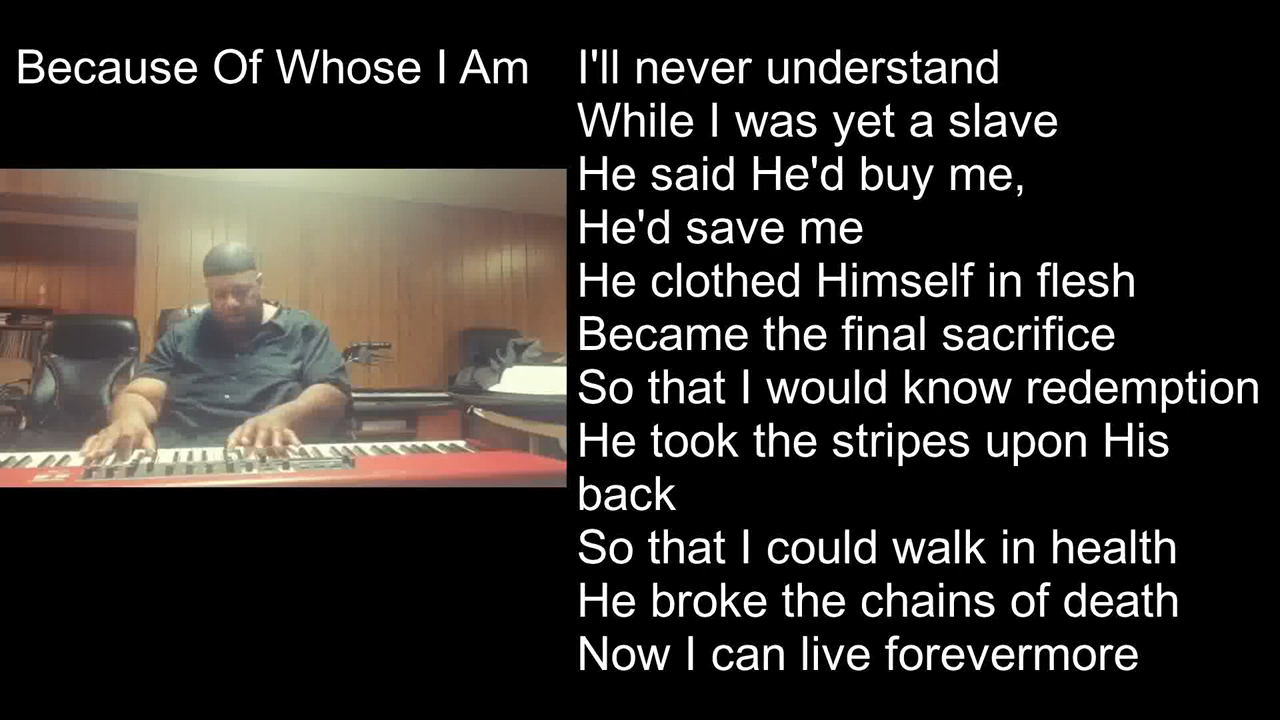 Because Of Whose I Am
I'll never understand
While I was yet a slave
He said He'd buy me,
He'd save me
He clothed Himself in flesh
Became the final sacrifice
So that I would know redemption
He took the stripes upon His
back
So that I could walk in health
He broke the chains of death
Now I can live forevermore